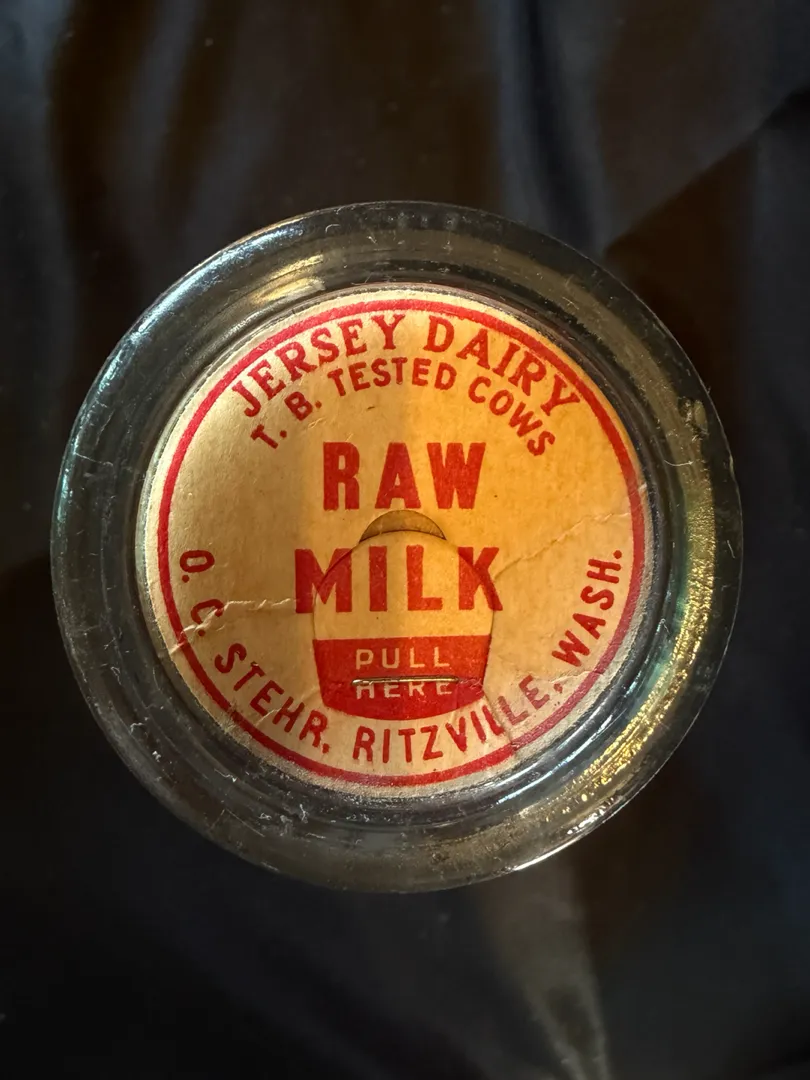 JERSEY DAIRY
T. B. TESTED COWS
RAW
MILK
PULL
HERE
O. C. STEHR, RITZVILLE, WASH.